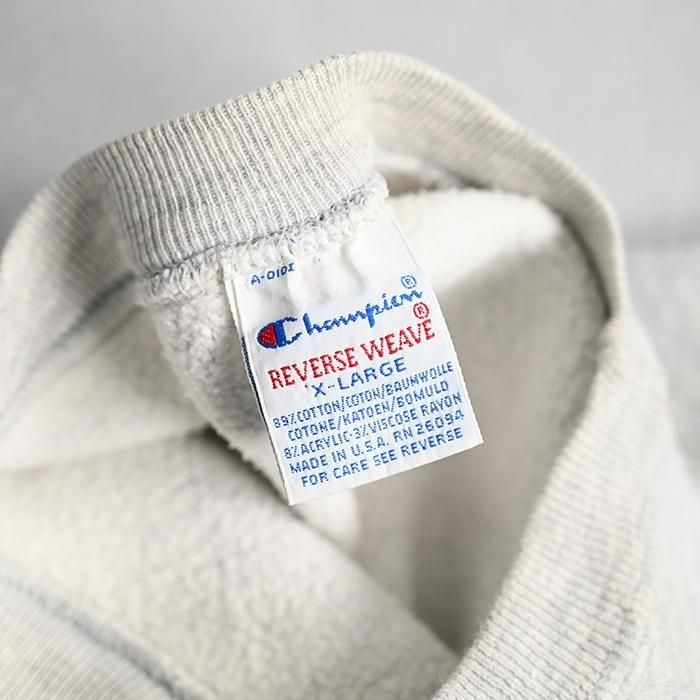 A-0101
Champion®
REVERSE WEAVE®
X-LARGE
89%COTTON/COTON/BAUMWOLLE
COTONE/KATOEN/BOMULD
8%ACRYLIC-3%VISCOSE RAYON
MADE IN U.S.A. RN 26094
FOR CARE SEE REVERSE